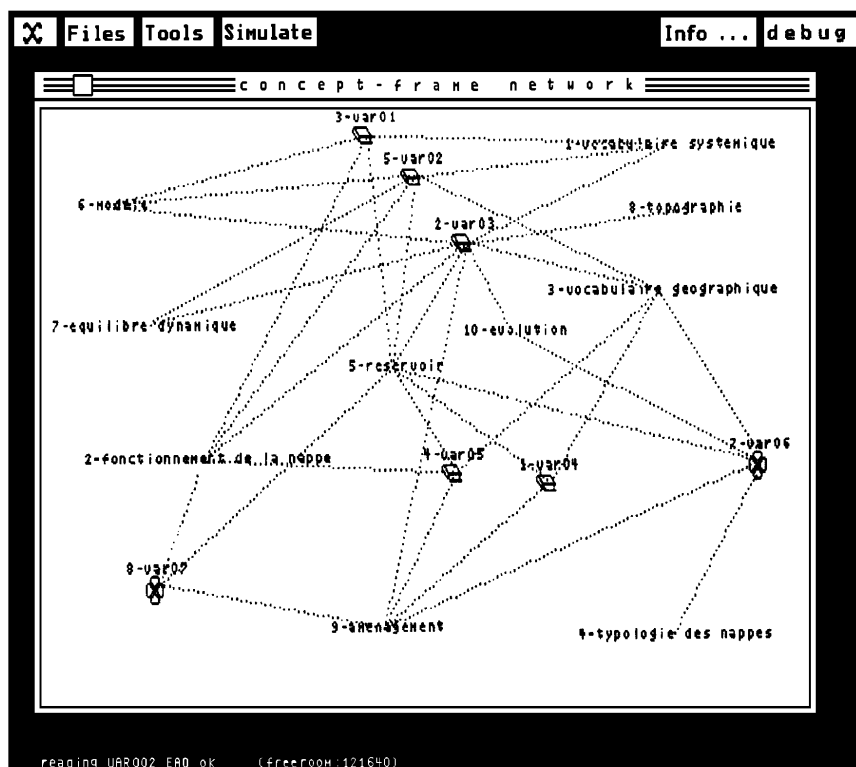 Files Tools Simulate Info ... debug
concept-frame network
3-var01
1-vocabulaire systemique
5-var02
6-modele
8-topographie
2-var03
3-vocabulaire geographique
7-equilibre dynamique
10-evolution
5-reservoir
7-var06
2-fonctionnement de la nappe
4-var05
1-var04
8-var07
9-amenagement
4-typologie des nappes
reading VAR002 EAO ok (freeroom:121640)